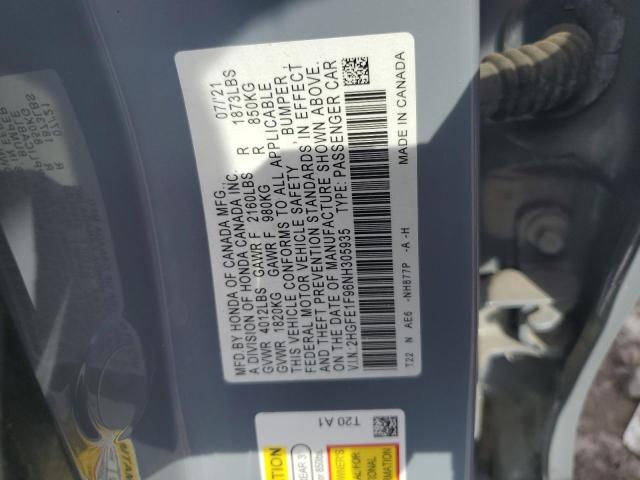 MFD.BY HONDA OF CANADA MFG. 07/21
A DIVISION OF HONDA CANADA INC.
GVWR 4012LBS GAWR F 2160LBS R 1873LBS
GVWR 1820KG GAWR F 980KG R 850KG
THIS VEHICLE CONFORMS TO ALL APPLICABLE
FEDERAL MOTOR VEHICLE SAFETY BUMPER
AND THEFT PREVENTION STANDARDS IN EFFECT
ON THE DATE OF MANUFACTURE SHOWN ABOVE.
V.I.N.:2HGFE1F96NH305935 TYPE: PASSENGER CAR
T22 N AE6 -NH877P -A -H MADE IN CANADA
T20 A1